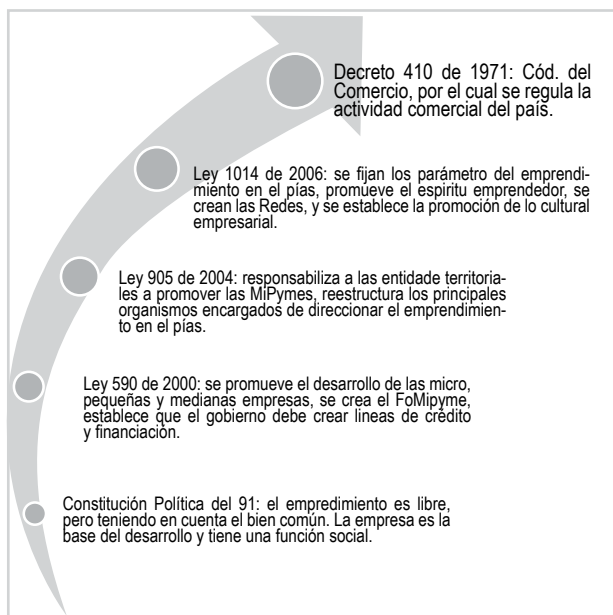 Decreto 410 de 1971: Cód. del
Comercio, por el cual se regula la
actividad comercial del país.
Ley 1014 de 2006: se fijan los parámetro del emprendi-
miento en el pías, promueve el espiritu emprendedor, se
crean las Redes, y se establece la promoción de lo cultural
empresarial.
Ley 905 de 2004: responsabiliza a las entidade territoria-
les a promover las MiPymes, reestructura los principales
organismos encargados de direccionar el emprendimien-
to en el pías.
Ley 590 de 2000: se promueve el desarrollo de las micro,
pequeñas y medianas empresas, se crea el FoMipyme,
establece que el gobierno debe crear lineas de crédito
y financiación.
Constitución Política del 91: el empredimiento es libre,
pero teniendo en cuenta el bien común. La empresa es la
base del desarrollo y tiene una función social.